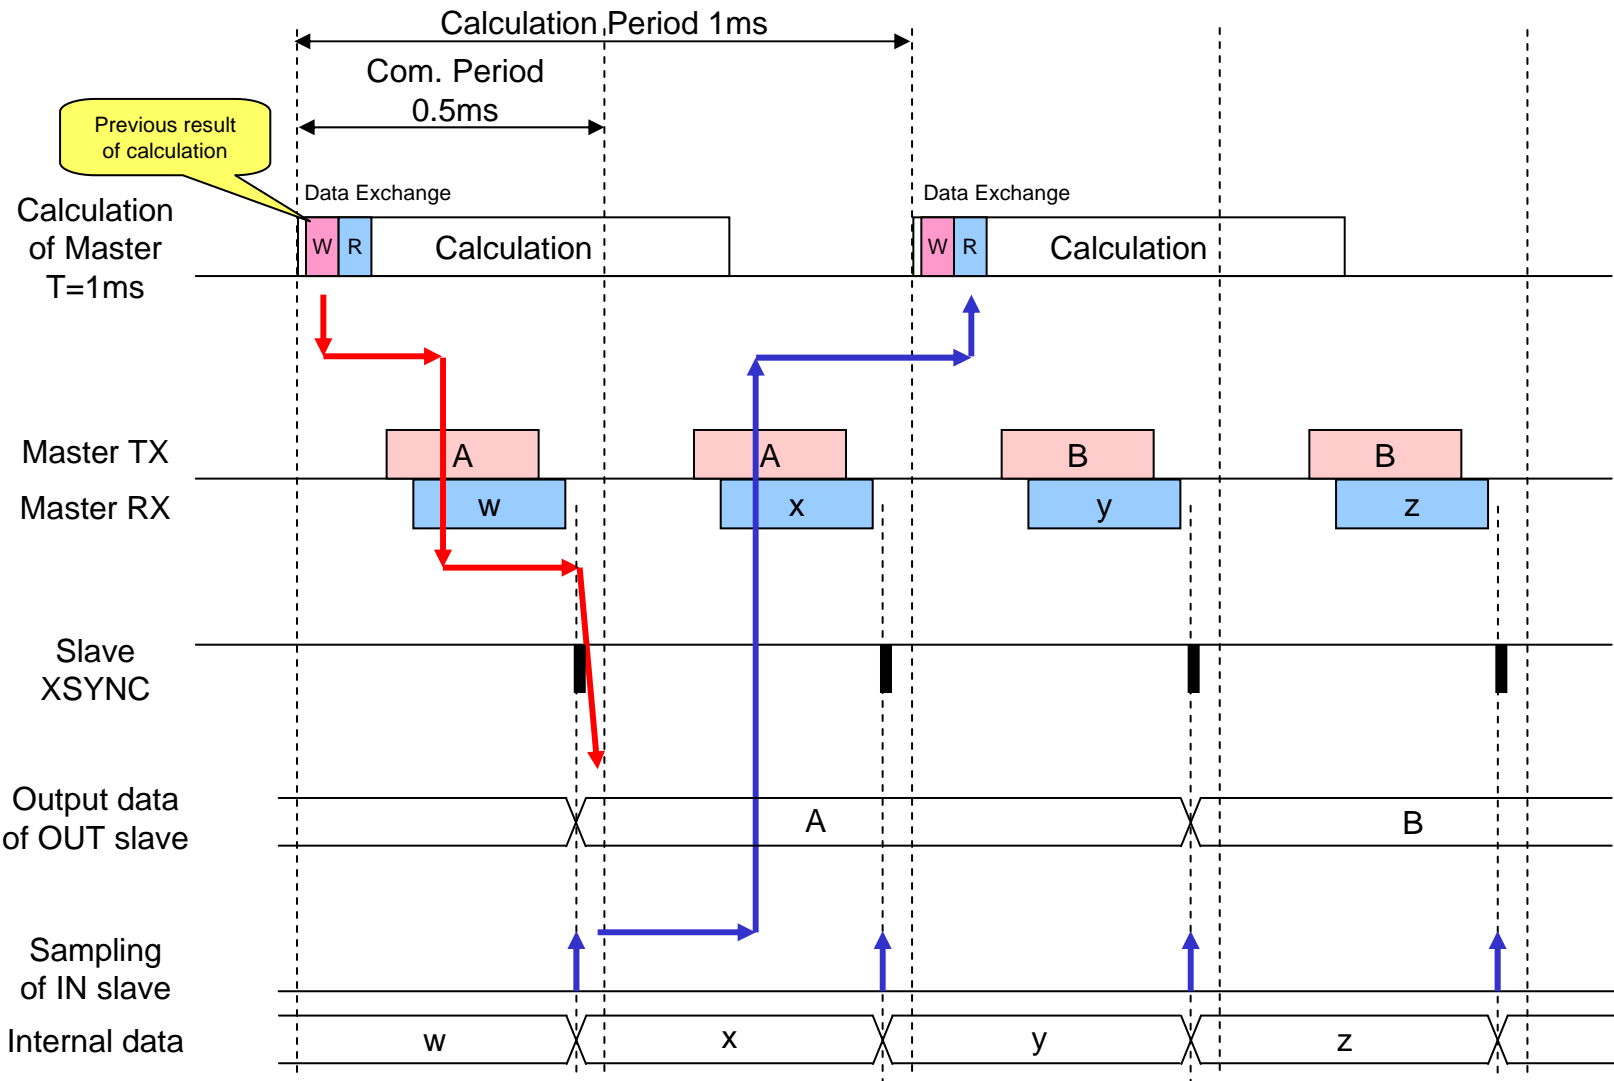 Calculation Period 1ms
Com. Period
0.5ms
Previous result
of calculation
Data Exchange
Data Exchange
Calculation
of Master
T=1ms
W R Calculation
W R Calculation
Master TX
A A B B
Master RX
w x y z
Slave
XSYNC
Output data
of OUT slave
A B
Sampling
of IN slave
Internal data
w x y z